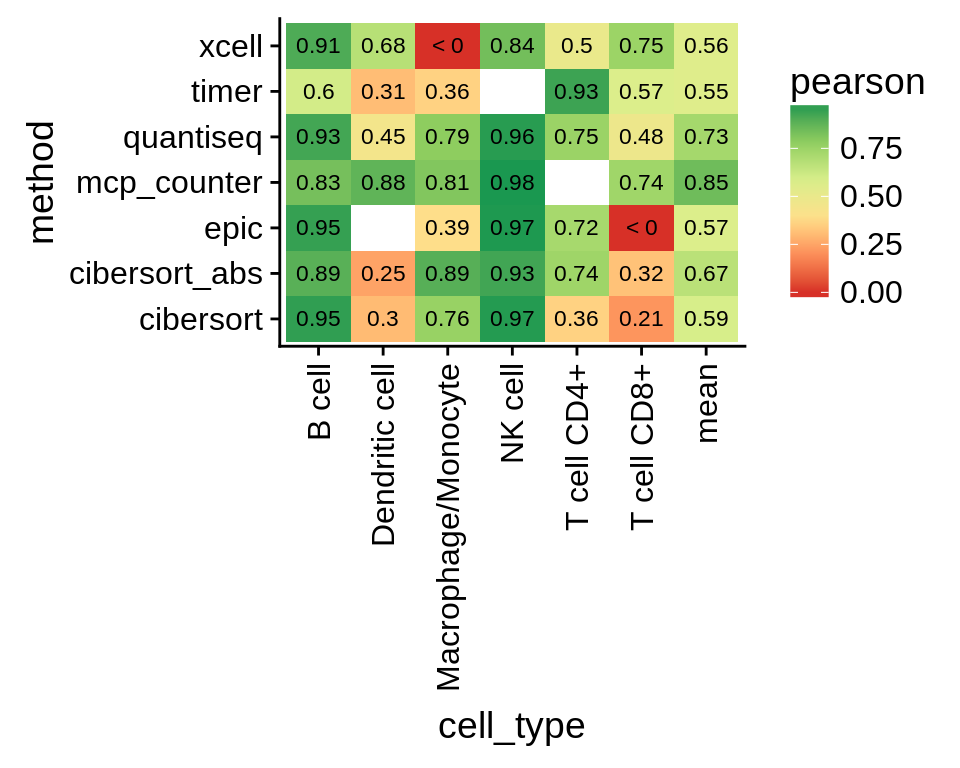 method
xcell 0.91 0.68 < 0 0.84 0.5 0.75 0.56
timer 0.6 0.31 0.36 0.93 0.57 0.55
quantiseq 0.93 0.45 0.79 0.96 0.75 0.48 0.73
mcp_counter 0.83 0.88 0.81 0.98 0.74 0.85
epic 0.95 0.39 0.97 0.72 < 0 0.57
cibersort_abs 0.89 0.25 0.89 0.93 0.74 0.32 0.67
cibersort 0.95 0.3 0.76 0.97 0.36 0.21 0.59
B cell
Dendritic cell
Macrophage/Monocyte
NK cell
T cell CD4+
T cell CD8+
mean
cell_type
pearson
0.75
0.50
0.25
0.00